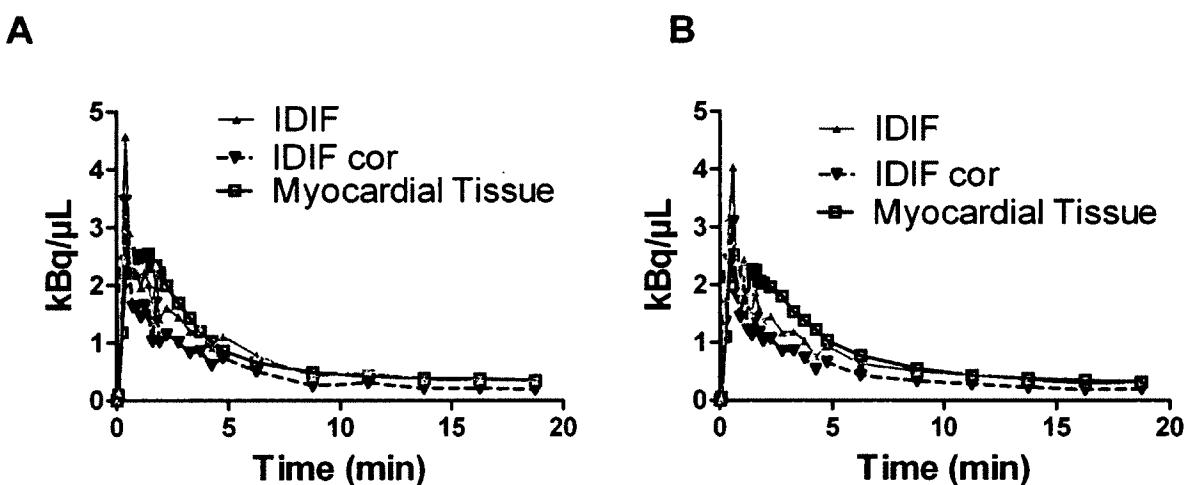 A
5
4
3
2
1
0
kBq/µL
IDIF
IDIF cor
Myocardial Tissue
0 5 10 15 20
Time (min)
B
5
4
3
2
1
0
kBq/µL
IDIF
IDIF cor
Myocardial Tissue
0 5 10 15 20
Time (min)